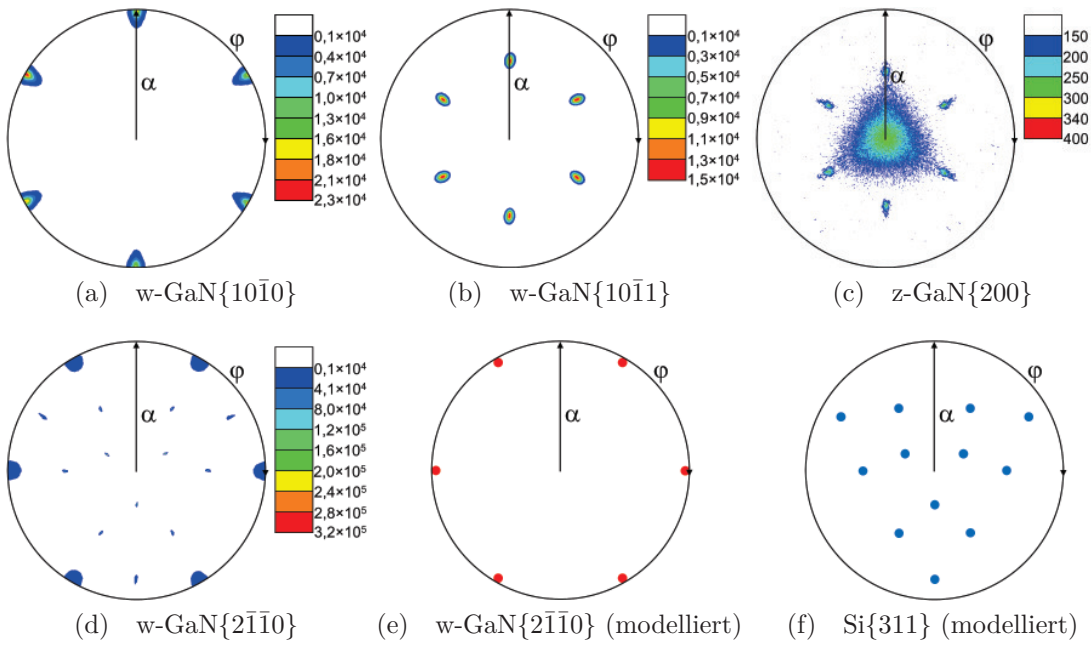 φ
α
0,1×10⁴
0,4×10⁴
0,7×10⁴
1,0×10⁴
1,3×10⁴
1,6×10⁴
1,8×10⁴
2,1×10⁴
2,3×10⁴
(a) w-GaN{101̄0}
φ
α
0,1×10⁴
0,3×10⁴
0,5×10⁴
0,7×10⁴
0,9×10⁴
1,1×10⁴
1,3×10⁴
1,5×10⁴
(b) w-GaN{101̄1}
φ
α
150
200
250
300
340
400
(c) z-GaN{200}
φ
α
0,1×10⁴
4,1×10⁴
8,0×10⁴
1,2×10⁵
1,6×10⁵
2,0×10⁵
2,4×10⁵
2,8×10⁵
3,2×10⁵
(d) w-GaN{21̄1̄0}
φ
α
(e) w-GaN{21̄1̄0} (modelliert)
φ
α
(f) Si{311} (modelliert)